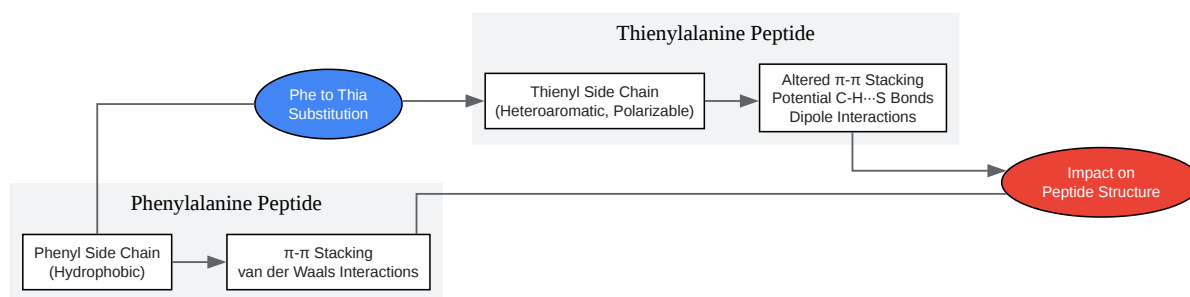 Thienylalanine Peptide
Phe to Thia
Substitution
Thienyl Side Chain
(Heteroaromatic, Polarizable)
Altered π-π Stacking
Potential C-H···S Bonds
Dipole Interactions
Impact on
Peptide Structure
Phenylalanine Peptide
Phenyl Side Chain
(Hydrophobic)
π-π Stacking
van der Waals Interactions